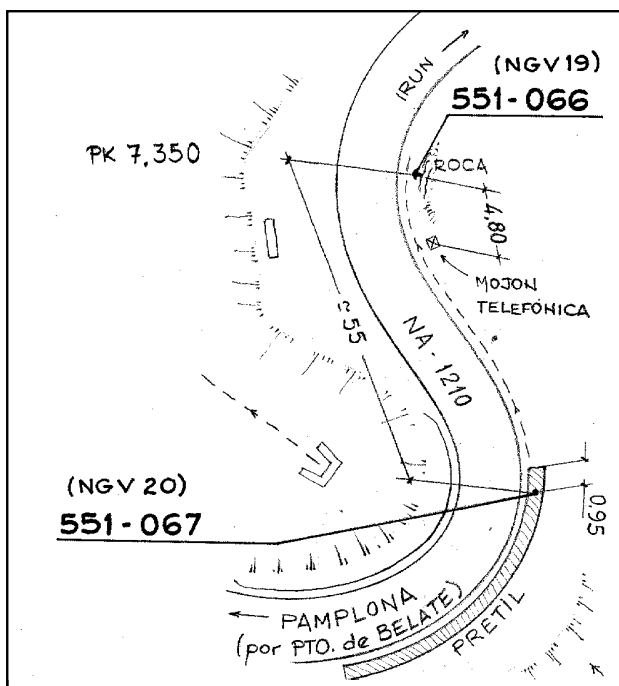 IRUN
(NGV19)
551-066
PK 7,350
ROCA
4,80
MOJON
TELEFÓNICA
≈55
NA-1210
(NGV 20)
551-067
0,95
PAMPLONA
(por PTO. de BELATE)
PRETIL